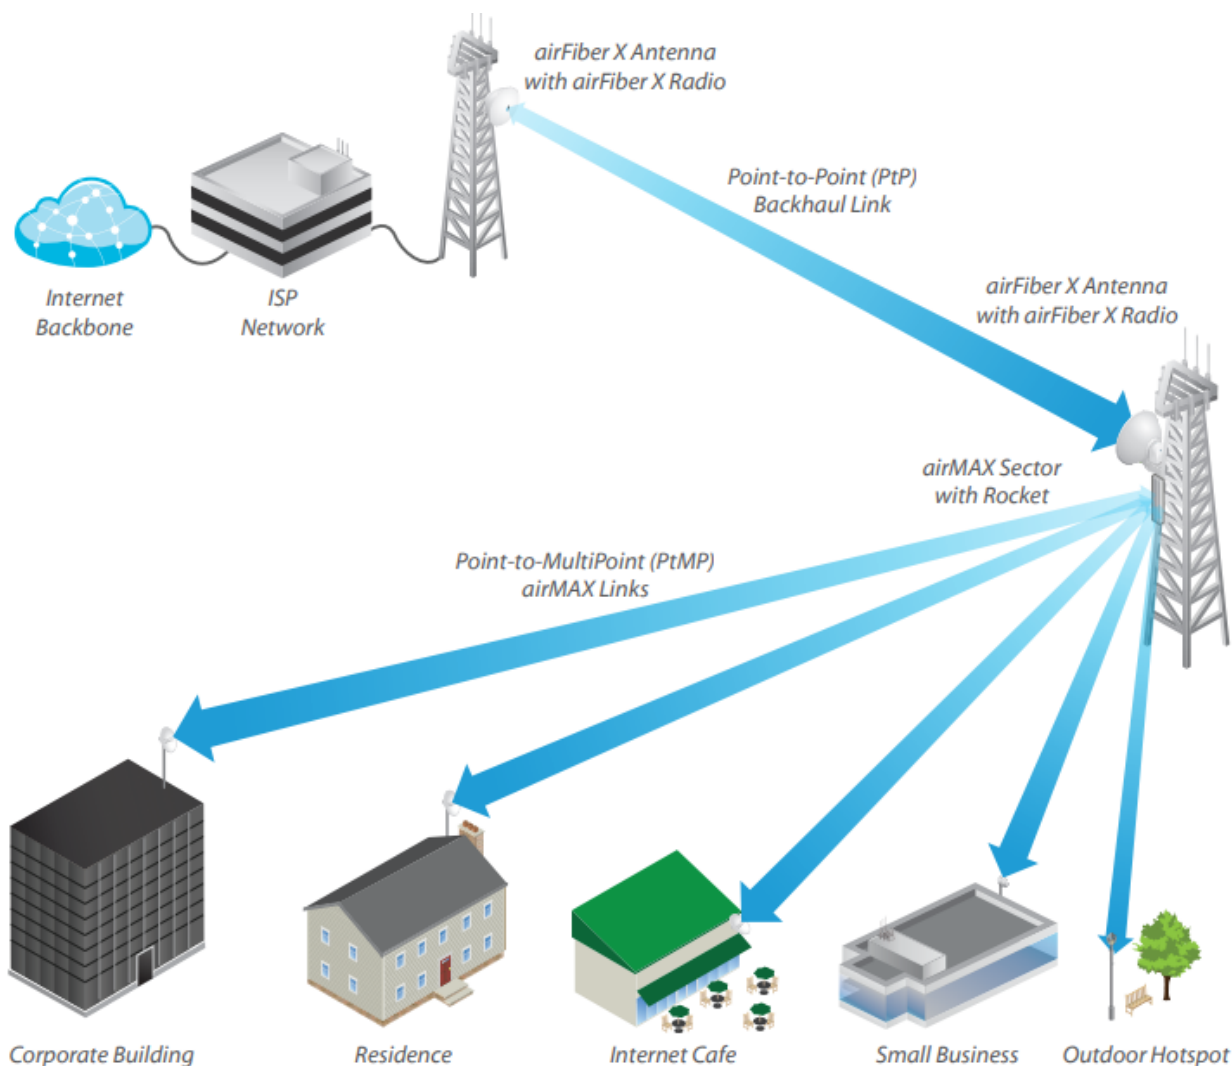 airFiber X Antenna
with airFiber X Radio
Point-to-Point (PtP)
Backhaul Link
Internet
Backbone
ISP
Network
airFiber X Antenna
with airFiber X Radio
airMAX Sector
with Rocket
Point-to-MultiPoint (PtMP)
airMAX Links
Corporate Building
Residence
Internet Cafe
Small Business
Outdoor Hotspot